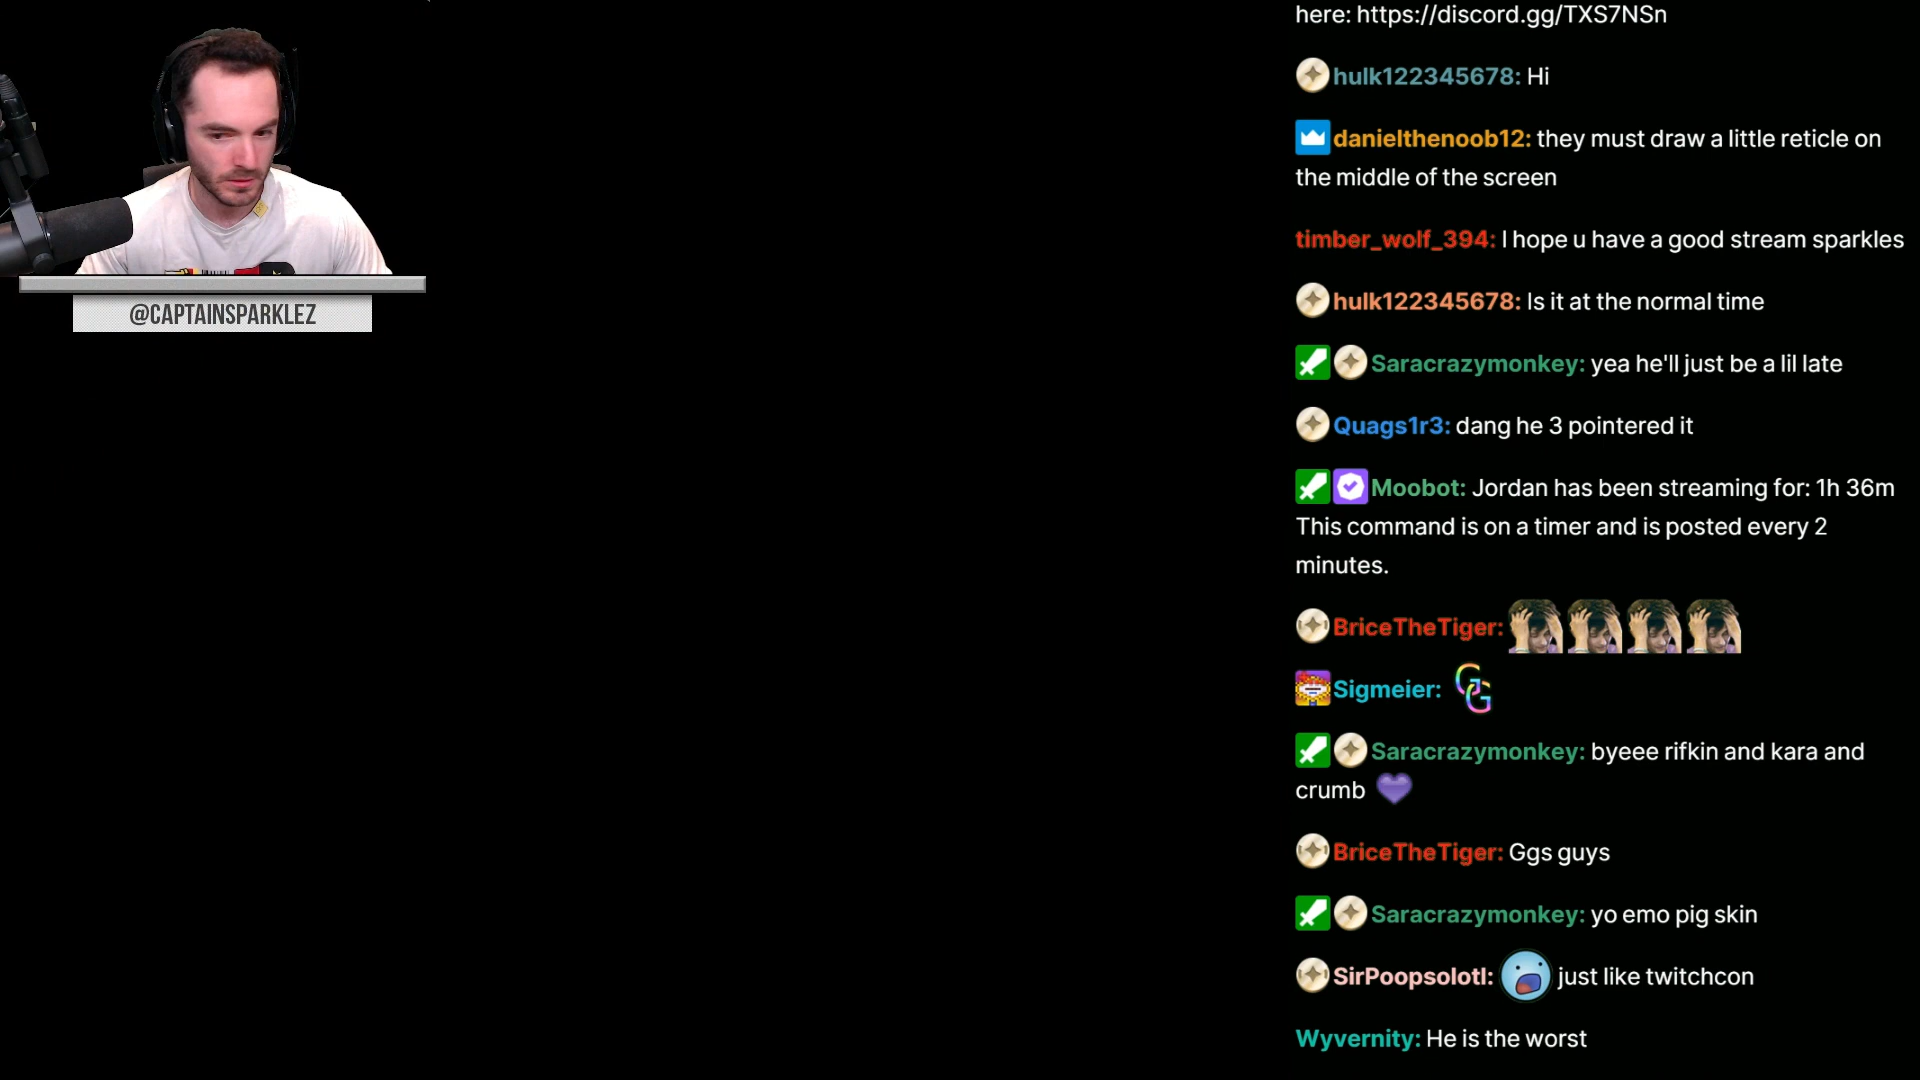 here: https://discord.gg/TXS7NSn
hulk122345678: Hi
danielthenoob12: they must draw a little reticle on
the middle of the screen
timber_wolf_394: I hope u have a good stream sparkles
hulk122345678: Is it at the normal time
Saracrazymonkey: yea he'll just be a lil late
Quags1r3: dang he 3 pointered it
Moobot: Jordan has been streaming for: 1h 36m
This command is on a timer and is posted every 2
minutes.
BriceTheTiger:
Sigmeier: GG
Saracrazymonkey: byeee rifkin and kara and
crumb
BriceTheTiger: Ggs guys
Saracrazymonkey: yo emo pig skin
SirPoopsolotl: just like twitchcon
Wyvernity: He is the worst
@CAPTAINSPARKLEZ